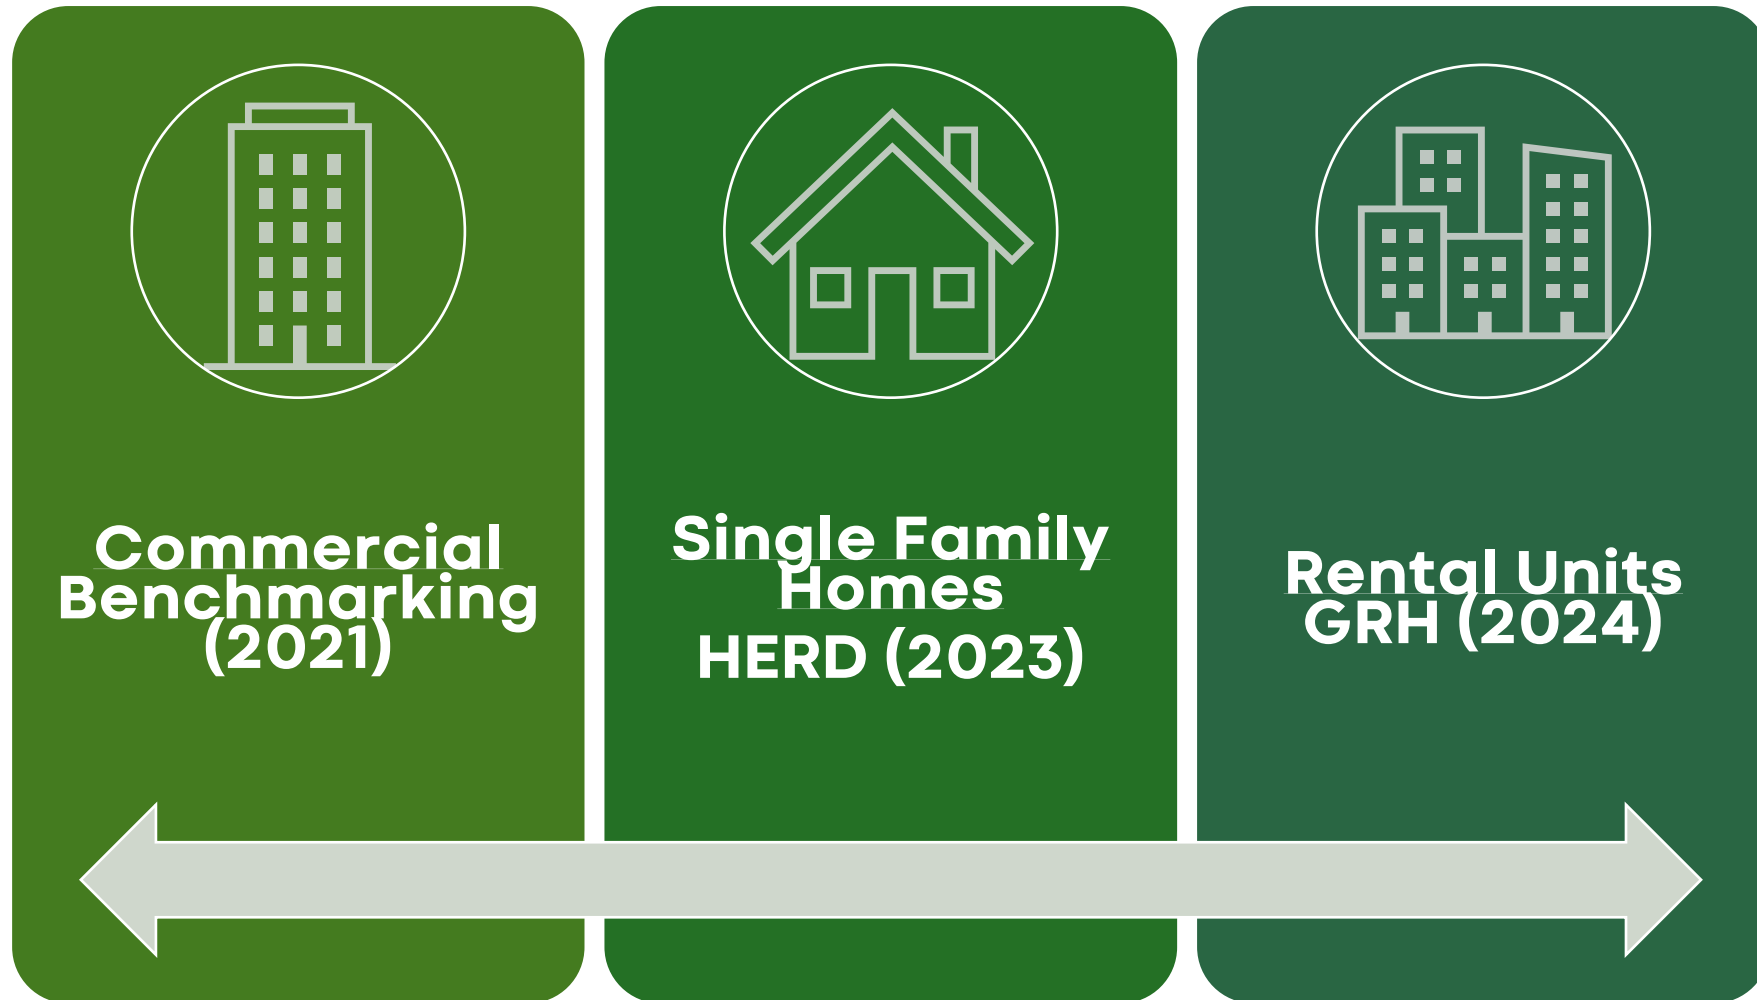 Commercial
Benchmarking
(2021)
Single Family
Homes
HERD (2023)
Rental Units
GRH (2024)